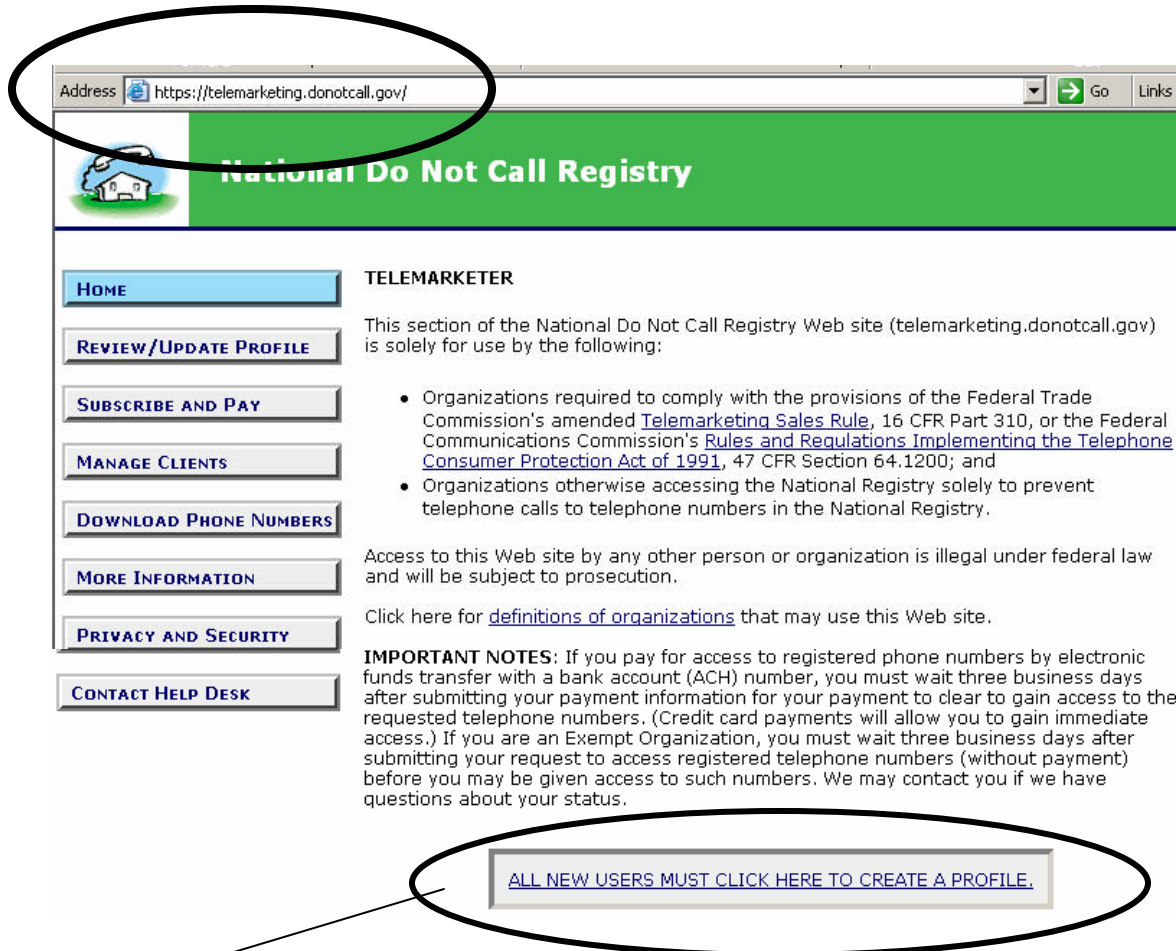 Address https://telemarketing.donotcall.gov/ Go Links
National Do Not Call Registry
HOME
REVIEW/UPDATE PROFILE
SUBSCRIBE AND PAY
MANAGE CLIENTS
DOWNLOAD PHONE NUMBERS
MORE INFORMATION
PRIVACY AND SECURITY
CONTACT HELP DESK
TELEMARKETER
This section of the National Do Not Call Registry Web site (telemarketing.donotcall.gov)
is solely for use by the following:
• Organizations required to comply with the provisions of the Federal Trade
Commission's amended Telemarketing Sales Rule, 16 CFR Part 310, or the Federal
Communications Commission's Rules and Regulations Implementing the Telephone
Consumer Protection Act of 1991, 47 CFR Section 64.1200; and
• Organizations otherwise accessing the National Registry solely to prevent
telephone calls to telephone numbers in the National Registry.
Access to this Web site by any other person or organization is illegal under federal law
and will be subject to prosecution.
Click here for definitions of organizations that may use this Web site.
IMPORTANT NOTES: If you pay for access to registered phone numbers by electronic
funds transfer with a bank account (ACH) number, you must wait three business days
after submitting your payment information for your payment to clear to gain access to the
requested telephone numbers. (Credit card payments will allow you to gain immediate
access.) If you are an Exempt Organization, you must wait three business days after
submitting your request to access registered telephone numbers (without payment)
before you may be given access to such numbers. We may contact you if we have
questions about your status.
ALL NEW USERS MUST CLICK HERE TO CREATE A PROFILE.